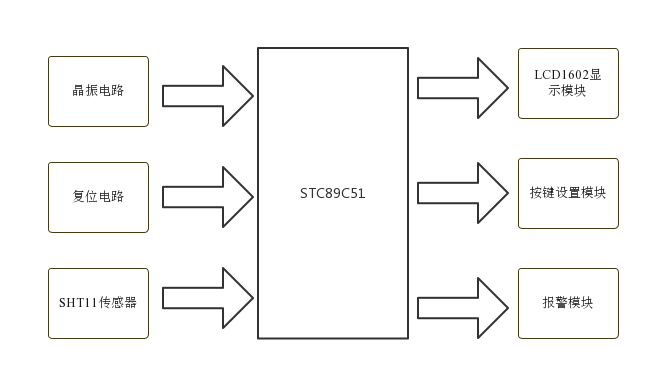 晶振电路
复位电路
SHT11传感器
STC89C51
LCD1602显
示模块
按键设置模块
报警模块